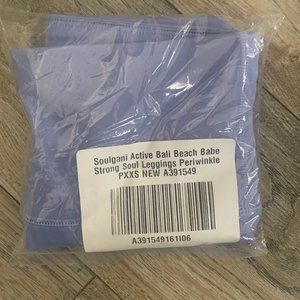 Soulgani Active Bali Beach Babe
Strong Soul Leggings Periwinkle
PXXS NEW A391549
A391549161I06